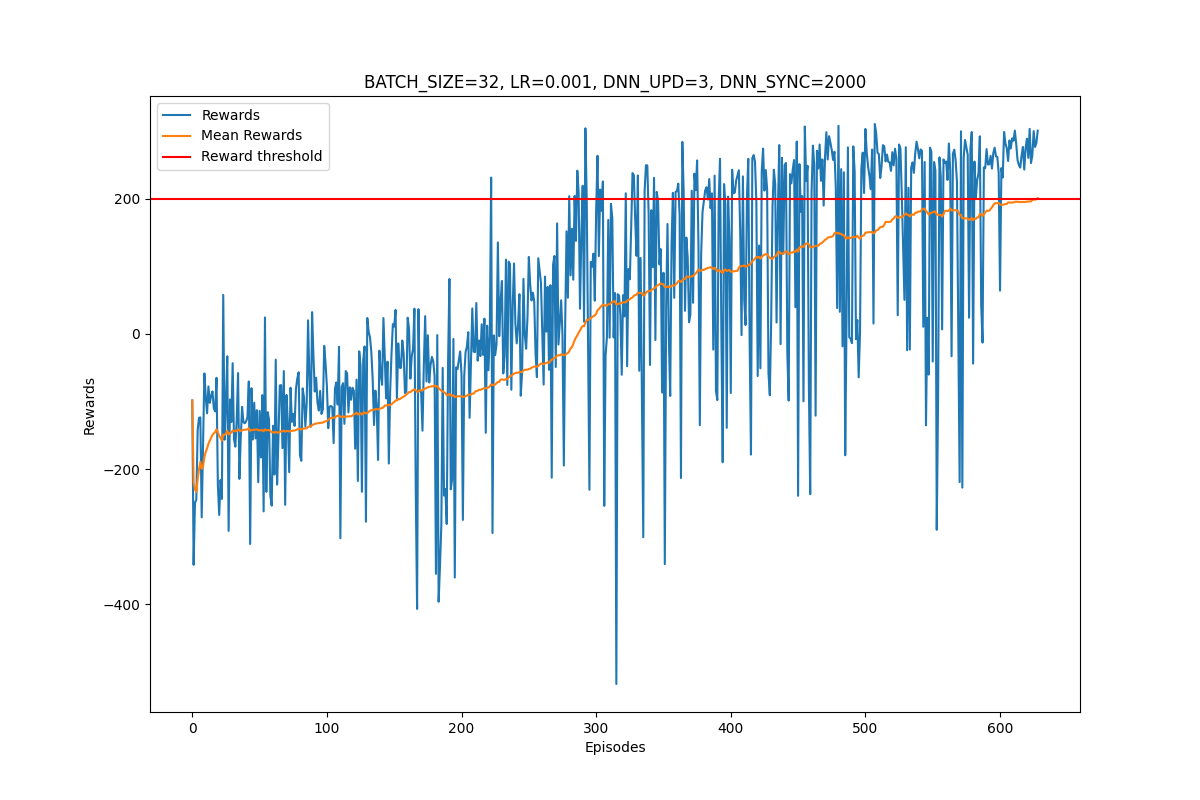 BATCH_SIZE=32, LR=0.001, DNN_UPD=3, DNN_SYNC=2000
Rewards
Mean Rewards
Reward threshold
200
0
−200
−400
Rewards
0 100 200 300 400 500 600
Episodes